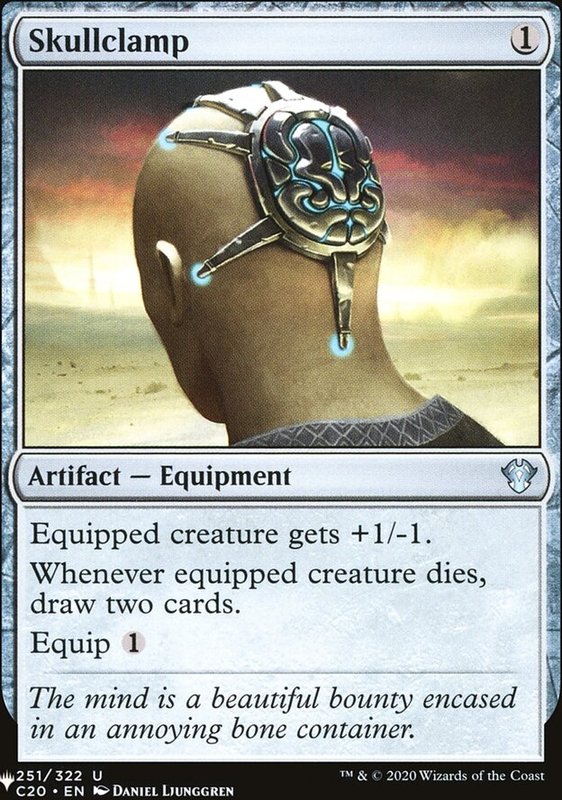 Skullclamp 1
Artifact — Equipment
Equipped creature gets +1/-1.
Whenever equipped creature dies,
draw two cards.
Equip 1
The mind is a beautiful bounty encased
in an annoying bone container.
251/322 U
C20 • EN Daniel Ljunggren
™ & © 2020 Wizards of the Coast